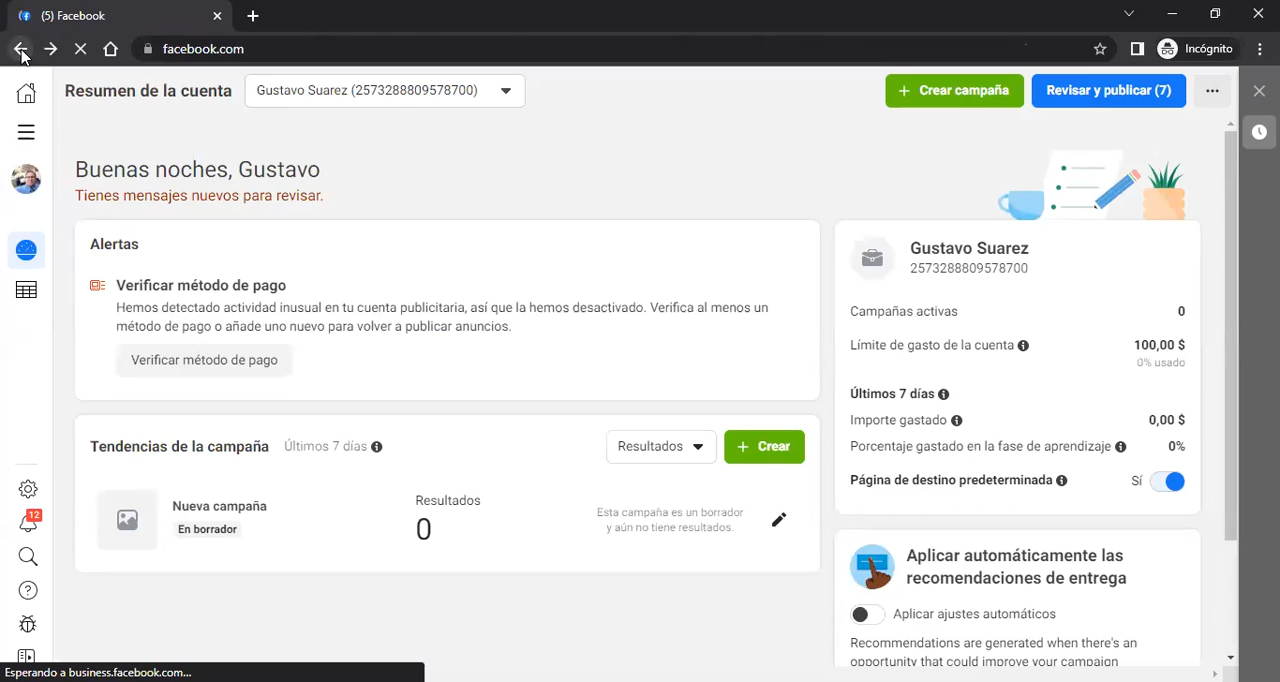 (5) Facebook
facebook.com
Incógnito
Resumen de la cuenta
Gustavo Suarez (2573288809578700)
+ Crear campaña
Revisar y publicar (7)
Buenas noches, Gustavo
Tienes mensajes nuevos para revisar.
Alertas
Verificar método de pago
Hemos detectado actividad inusual en tu cuenta publicitaria, así que la hemos desactivado. Verifica al menos un
método de pago o añade uno nuevo para volver a publicar anuncios.
Verificar método de pago
Tendencias de la campaña
Últimos 7 días
Resultados
+ Crear
Nueva campaña
En borrador
Resultados
0
Esta campaña es un borrador
y aún no tiene resultados.
Gustavo Suarez
2573288809578700
Campañas activas
0
Límite de gasto de la cuenta
100,00 $
0% usado
Últimos 7 días
Importe gastado
0,00 $
Porcentaje gastado en la fase de aprendizaje
0%
Página de destino predeterminada
Sí
Aplicar automáticamente las
recomendaciones de entrega
Aplicar ajustes automáticos
Recommendations are generated when there's an
opportunity that could improve your campaign
12
Esperando a business.facebook.com...